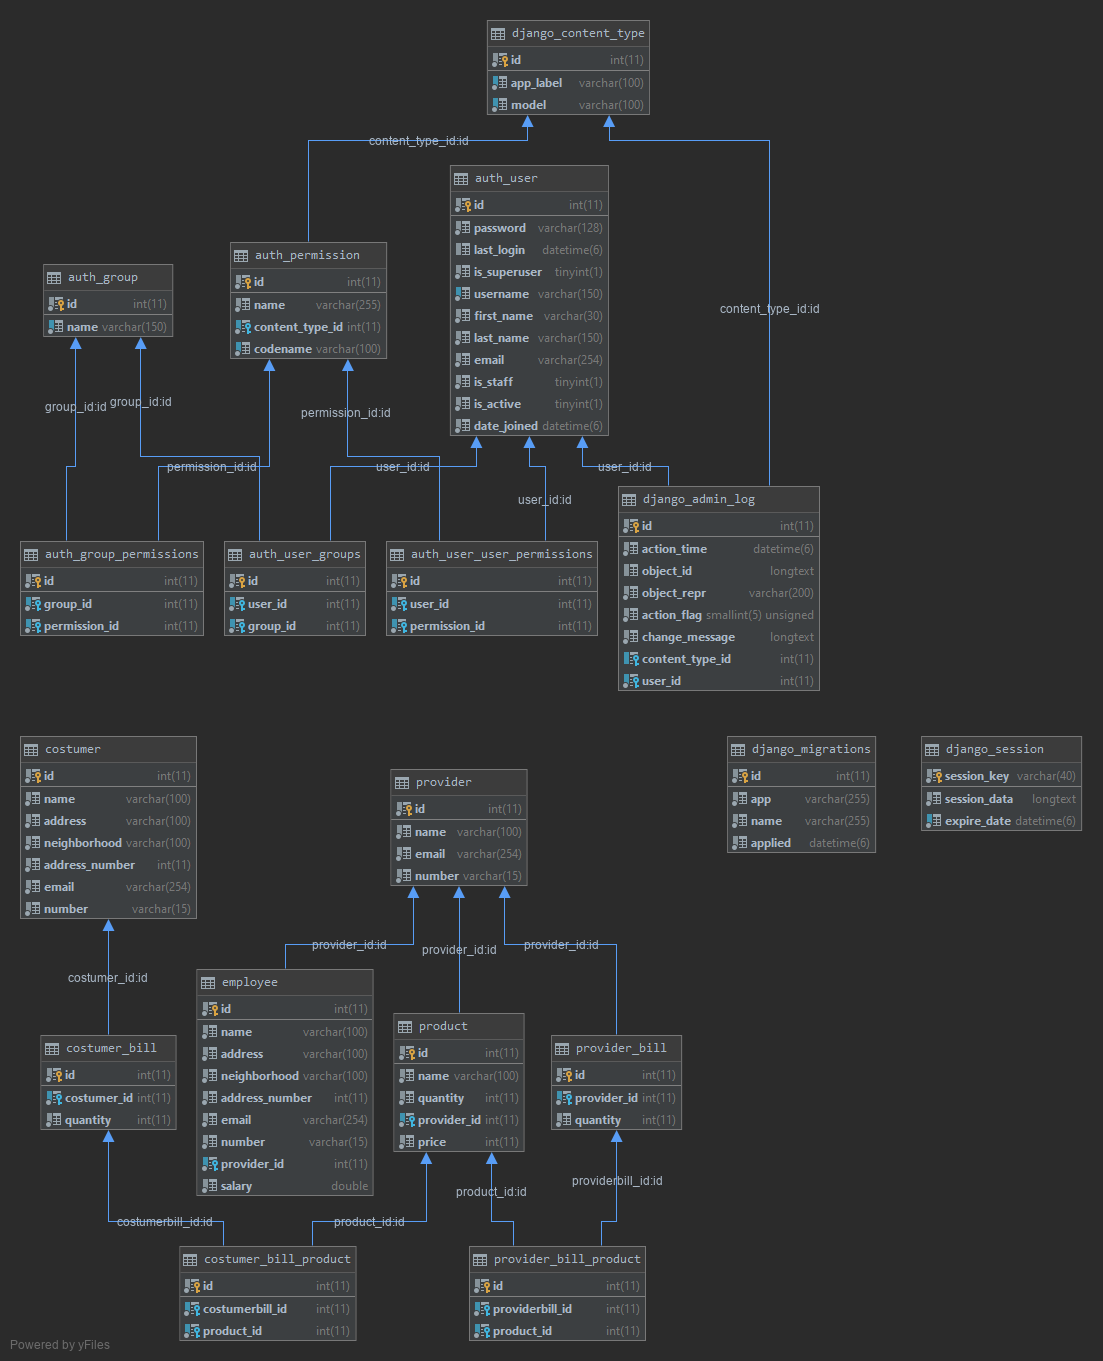 django_content_type
id int(11)
app_label varchar(100)
model varchar(100)
content_type_id:id
content_type_id:id
auth_user
id int(11)
password varchar(128)
last_login datetime(6)
is_superuser tinyint(1)
username varchar(150)
first_name varchar(30)
last_name varchar(150)
email varchar(254)
is_staff tinyint(1)
is_active tinyint(1)
date_joined datetime(6)
auth_permission
id int(11)
name varchar(255)
content_type_id int(11)
codename varchar(100)
auth_group
id int(11)
name varchar(150)
group_id:id
group_id:id
permission_id:id
permission_id:id
user_id:id
user_id:id
user_id:id
auth_group_permissions
id int(11)
group_id int(11)
permission_id int(11)
auth_user_groups
id int(11)
user_id int(11)
group_id int(11)
auth_user_user_permissions
id int(11)
user_id int(11)
permission_id int(11)
django_admin_log
id int(11)
action_time datetime(6)
object_id longtext
object_repr varchar(200)
action_flag smallint(5) unsigned
change_message longtext
content_type_id int(11)
user_id int(11)
costumer
id int(11)
name varchar(100)
address varchar(100)
neighborhood varchar(100)
address_number int(11)
email varchar(254)
number varchar(15)
provider
id int(11)
name varchar(100)
email varchar(254)
number varchar(15)
django_migrations
id int(11)
app varchar(255)
name varchar(255)
applied datetime(6)
django_session
session_key varchar(40)
session_data longtext
expire_date datetime(6)
costumer_id:id
provider_id:id
provider_id:id
provider_id:id
costumer_bill
id int(11)
costumer_id int(11)
quantity int(11)
employee
id int(11)
name varchar(100)
address varchar(100)
neighborhood varchar(100)
address_number int(11)
email varchar(254)
number varchar(15)
provider_id int(11)
salary double
product
id int(11)
name varchar(100)
quantity int(11)
provider_id int(11)
price int(11)
provider_bill
id int(11)
provider_id int(11)
quantity int(11)
costumerbill_id:id
product_id:id
product_id:id
providerbill_id:id
costumer_bill_product
id int(11)
costumerbill_id int(11)
product_id int(11)
provider_bill_product
id int(11)
providerbill_id int(11)
product_id int(11)
Powered by yFiles